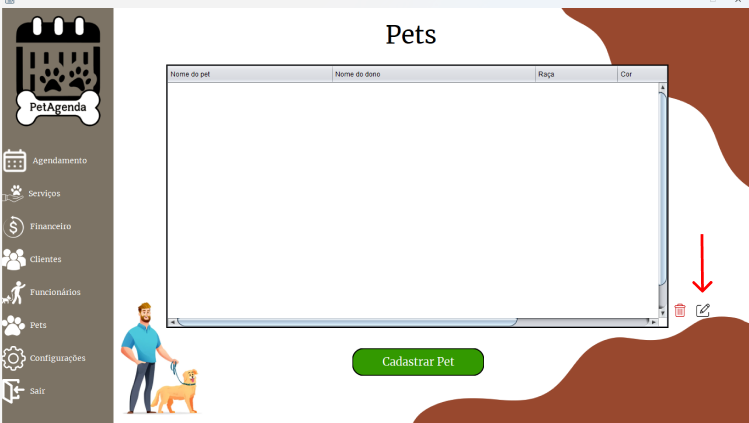 Pets
PetAgenda
Nome do pet Nome do dono Raça Cor
Agendamento
Serviços
Financeiro
Clientes
Funcionários
Pets
Configurações
Sair
Cadastrar Pet